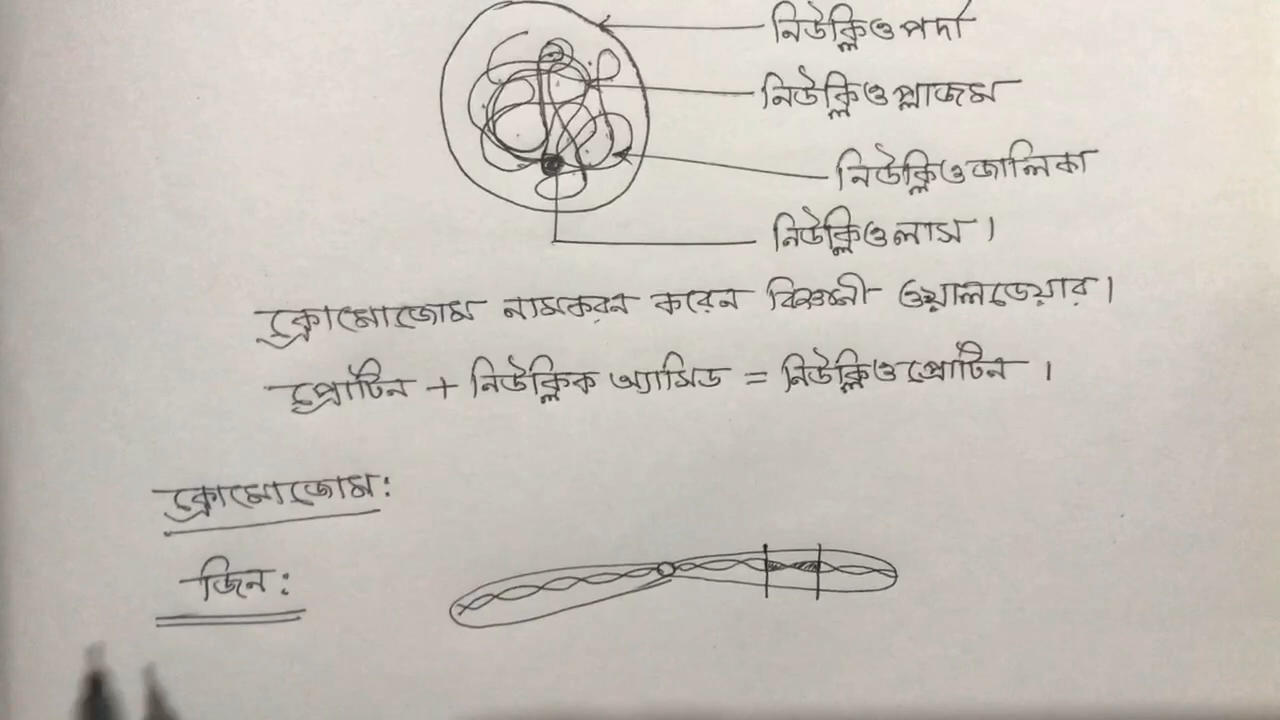 নিউক্লিওপর্দা
নিউক্লিওপ্লাজম
নিউক্লিওজালিকা
নিউক্লিওলাস।
ক্রোমোজোম নামকরন করেন বিজ্ঞানী ওয়ালডেয়ার।
প্রোটিন + নিউক্লিক অ্যাসিড = নিউক্লিওপ্রোটিন।
ক্রোমোজোম:
জিন: